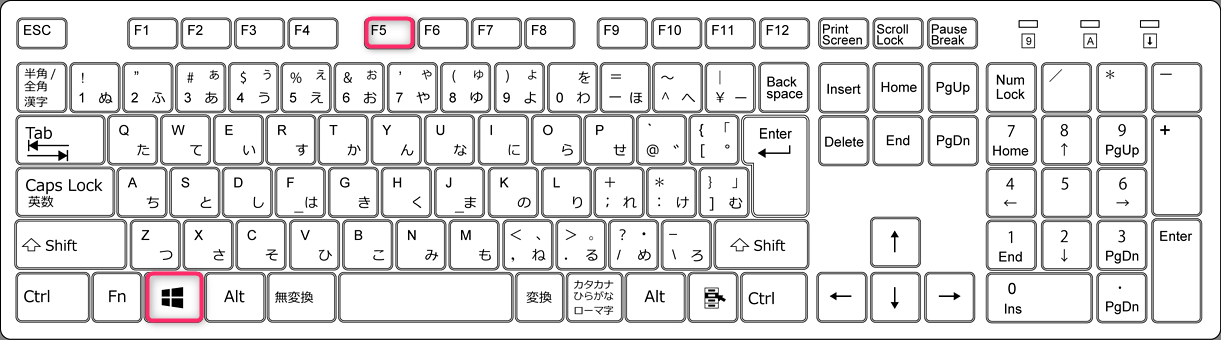 ESC F1 F2 F3 F4 F5 F6 F7 F8 F9 F10 F11 F12 Print Screen Scroll Lock Pause Break 9 A ↓
半角/全角 漢字 ! 1 ぬ " 2 ふ # ぁ 3 あ $ ぅ 4 う % ぇ 5 え & ぉ 6 お ' ゃ 7 や ( ゅ 8 ゆ ) ょ 9 よ を 0 わ = ー ほ 〜 ^ へ | ¥ ー Back space Insert Home PgUp Num Lock ／ * －
Tab Q た W て E い R す T か Y ん U な I に O ら P せ ` @ ゛ { 「 [ ° Enter Delete End PgDn 7 Home 8 ↑ 9 PgUp +
Caps Lock 英数 A ち S と D し F _は G き H く J _ま K の L り + ; れ * : け } 」 ] む 4 ← 5 6 →
Shift Z つ X さ C そ V ひ B こ N み M も < 、 , ね > 。 . る ? ・ / め _ \ ろ Shift ↑ 1 End 2 ↓ 3 PgDn Enter
Ctrl Fn Alt 無変換 変換 カタカナ ひらがな ローマ字 Alt Ctrl ← ↓ → 0 Ins . PgDn